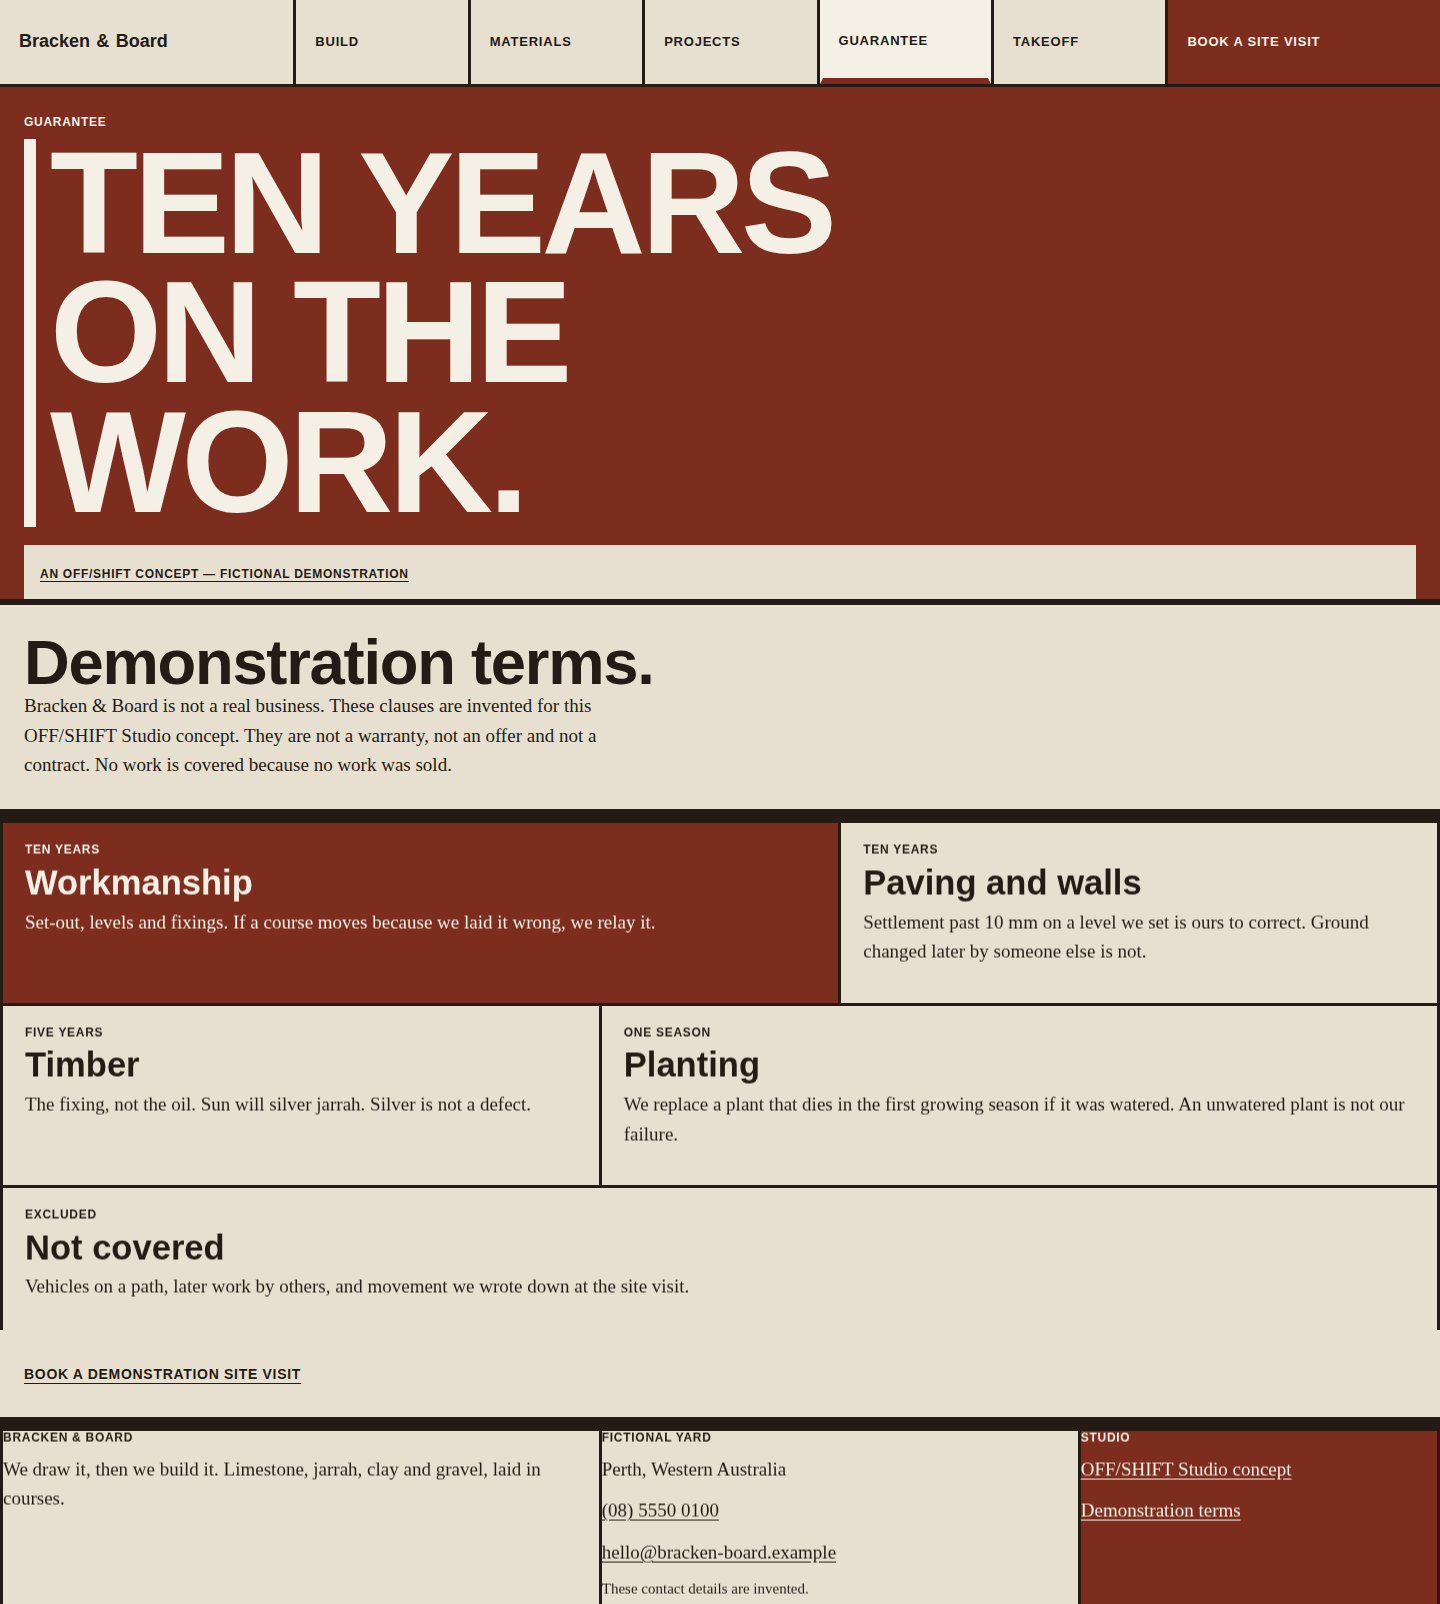 Bracken & Board
BUILD
MATERIALS
PROJECTS
GUARANTEE
TAKEOFF
BOOK A SITE VISIT
GUARANTEE
TEN YEARS
ON THE
WORK.
AN OFF/SHIFT CONCEPT — FICTIONAL DEMONSTRATION
Demonstration terms.
Bracken & Board is not a real business. These clauses are invented for this
OFF/SHIFT Studio concept. They are not a warranty, not an offer and not a
contract. No work is covered because no work was sold.
TEN YEARS
Workmanship
Set-out, levels and fixings. If a course moves because we laid it wrong, we relay it.
TEN YEARS
Paving and walls
Settlement past 10 mm on a level we set is ours to correct. Ground
changed later by someone else is not.
FIVE YEARS
Timber
The fixing, not the oil. Sun will silver jarrah. Silver is not a defect.
ONE SEASON
Planting
We replace a plant that dies in the first growing season if it was watered. An unwatered plant is not our
failure.
EXCLUDED
Not covered
Vehicles on a path, later work by others, and movement we wrote down at the site visit.
BOOK A DEMONSTRATION SITE VISIT
BRACKEN & BOARD
We draw it, then we build it. Limestone, jarrah, clay and gravel, laid in
courses.
FICTIONAL YARD
Perth, Western Australia
(08) 5550 0100
hello@bracken-board.example
These contact details are invented.
STUDIO
OFF/SHIFT Studio concept
Demonstration terms